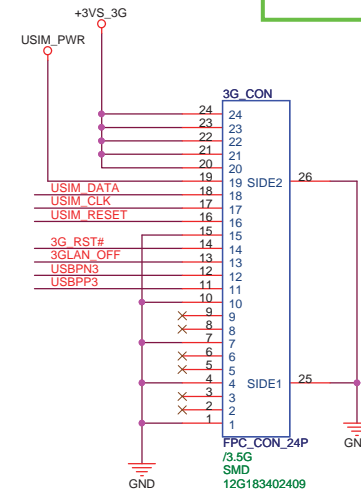 +3VS_3G
USIM_PWR
3G_CON
24 24
23 23
22 22
21 21
20 20
19 19 SIDE2 26
USIM_DATA 18 18
USIM_CLK 17 17
USIM_RESET 16 16
15 15
3G_RST# 14 14
3GLAN_OFF 13 13
USBPN3 12 12
USBPP3 11 11
10 10
9 9
8 8
7 7
6 6
5 5
4 4 SIDE1 25
3 3
2 2
1 1
FPC_CON_24P
/3.5G
SMD
12G183402409
GND
GN